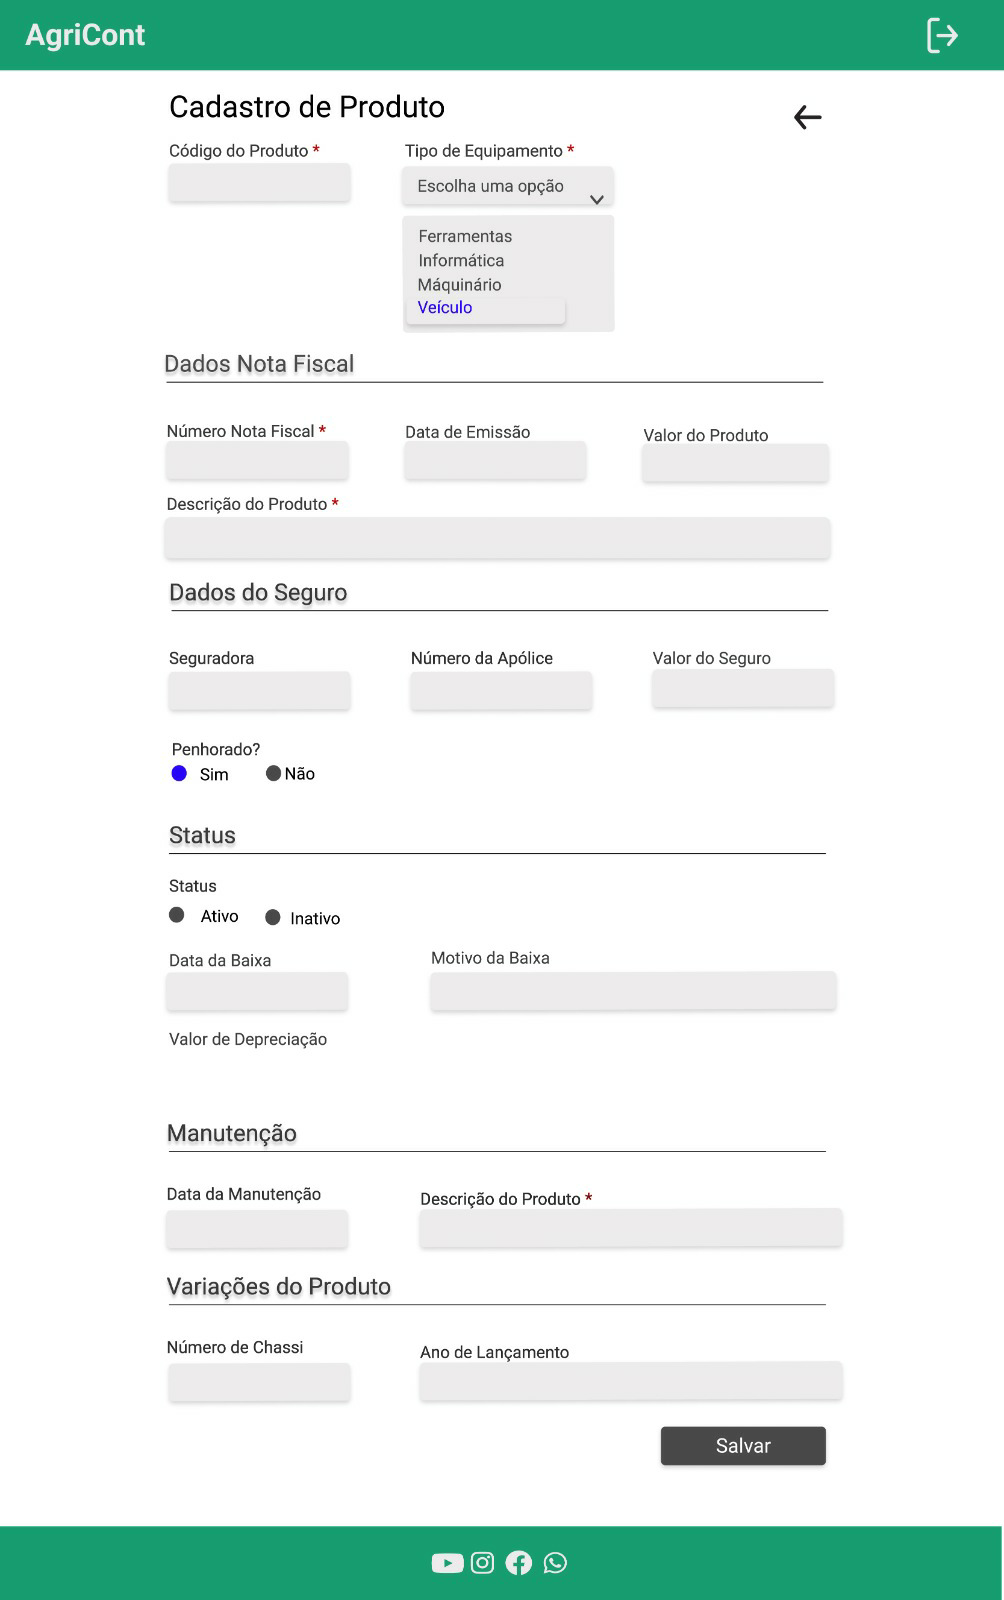 AgriCont
Cadastro de Produto
Código do Produto * Tipo de Equipamento *
Escolha uma opção
Ferramentas
Informática
Máquinário
Veículo
Dados Nota Fiscal
Número Nota Fiscal * Data de Emissão Valor do Produto
Descrição do Produto *
Dados do Seguro
Seguradora Número da Apólice Valor do Seguro
Penhorado?
Sim Não
Status
Status
Ativo Inativo
Data da Baixa Motivo da Baixa
Valor de Depreciação
Manutenção
Data da Manutenção Descrição do Produto *
Variações do Produto
Número de Chassi Ano de Lançamento
Salvar